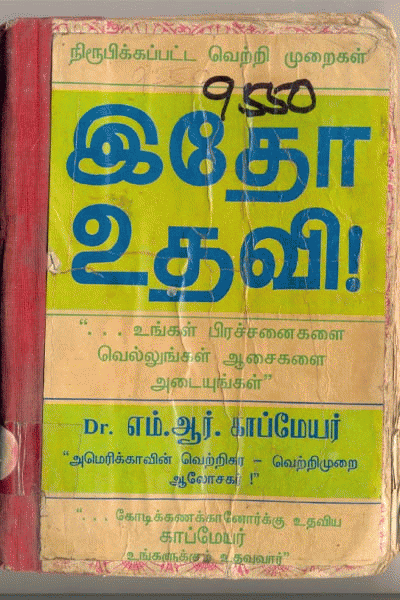 நிரூபிக்கப்பட்ட வெற்றி முறைகள்
9550
இதோ
உதவி!
“. . . உங்கள் பிரச்சனைகளை
வெல்லுங்கள் ஆசைகளை
அடையுங்கள்”
Dr. எம்.ஆர். காப்மேயர்
“அமெரிக்காவின் வெற்றிகர – வெற்றிமுறை
ஆலோசகர் !”
“. . . கோடிக்கணக்கானோர்க்கு உதவிய
காப்மேயர்
உங்களுக்கும் உதவுவார்”